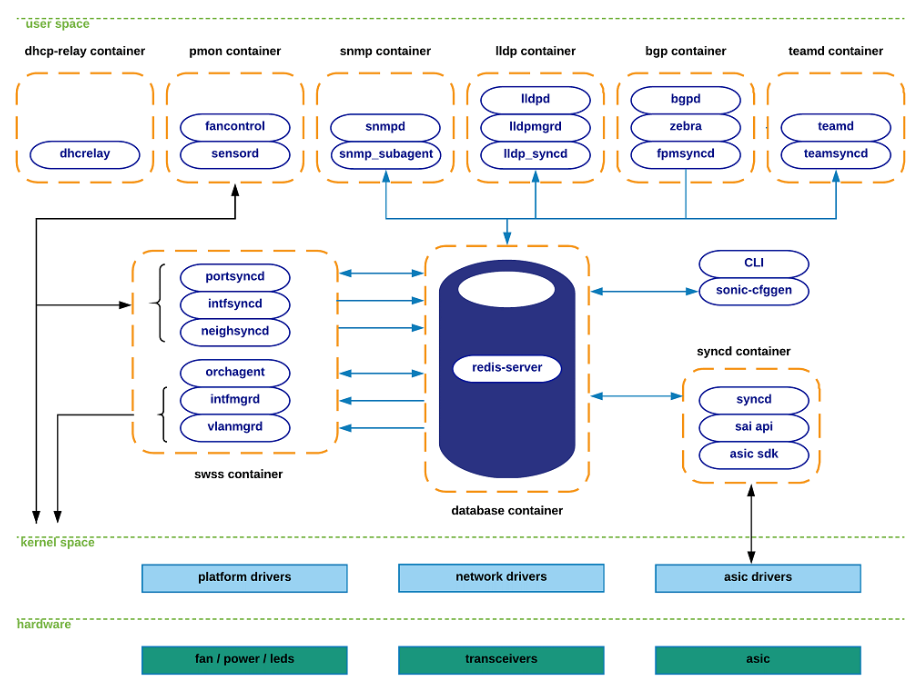 user space
dhcp-relay container
pmon container
snmp container
lldp container
bgp container
teamd container
dhcrelay
fancontrol
sensord
snmpd
snmp_subagent
lldpd
lldpmgrd
lldp_syncd
bgpd
zebra
fpmsyncd
teamd
teamsyncd
portsyncd
intfsyncd
neighsyncd
orchagent
intfmgrd
vlanmgrd
swss container
redis-server
database container
CLI
sonic-cfggen
syncd container
syncd
sai api
asic sdk
kernel space
platform drivers
network drivers
asic drivers
hardware
fan / power / leds
transceivers
asic